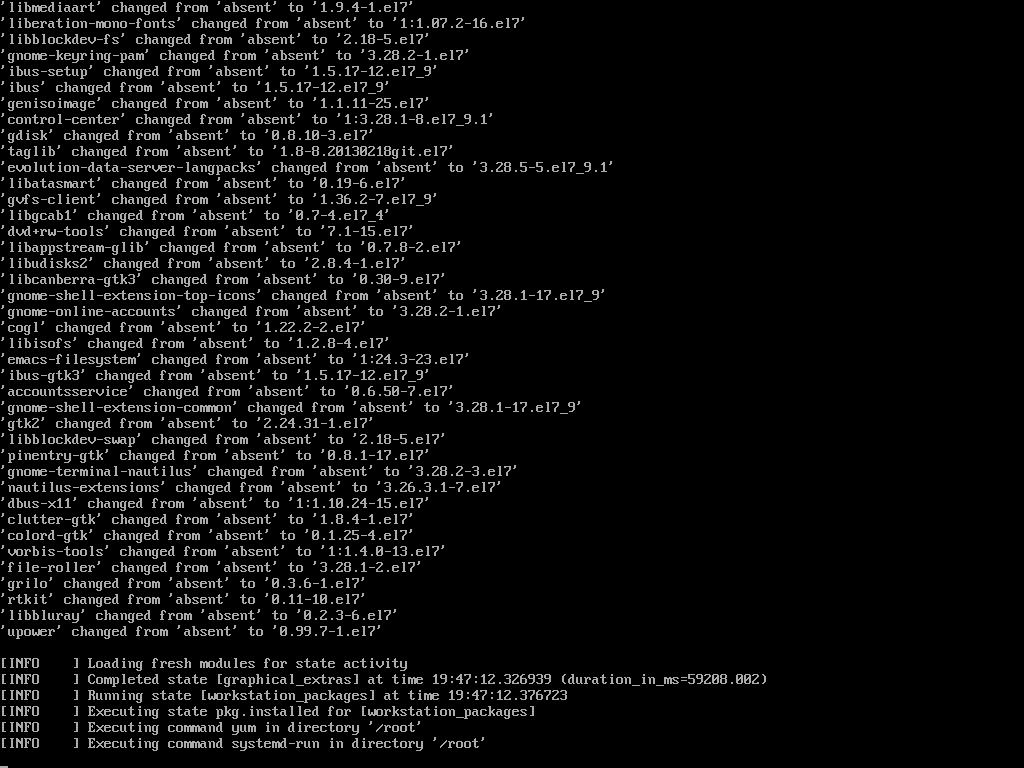 'libmediaart' changed from 'absent' to '1.9.4-1.el7'
'liberation-mono-fonts' changed from 'absent' to '1:1.07.2-16.el7'
'libblockdev-fs' changed from 'absent' to '2.18-5.el7'
'gnome-keyring-pam' changed from 'absent' to '3.28.2-1.el7'
'ibus-setup' changed from 'absent' to '1.5.17-12.el7_9'
'ibus' changed from 'absent' to '1.5.17-12.el7_9'
'genisoimage' changed from 'absent' to '1.1.11-25.el7'
'control-center' changed from 'absent' to '1:3.28.1-8.el7_9.1'
'gdisk' changed from 'absent' to '0.8.10-3.el7'
'taglib' changed from 'absent' to '1.8-8.20130218git.el7'
'evolution-data-server-langpacks' changed from 'absent' to '3.28.5-5.el7_9.1'
'libatasmart' changed from 'absent' to '0.19-6.el7'
'gvfs-client' changed from 'absent' to '1.36.2-7.el7_9'
'libgcab1' changed from 'absent' to '0.7-4.el7_4'
'dvd+rw-tools' changed from 'absent' to '7.1-15.el7'
'libappstream-glib' changed from 'absent' to '0.7.8-2.el7'
'libudisks2' changed from 'absent' to '2.8.4-1.el7'
'libcanberra-gtk3' changed from 'absent' to '0.30-9.el7'
'gnome-shell-extension-top-icons' changed from 'absent' to '3.28.1-17.el7_9'
'gnome-online-accounts' changed from 'absent' to '3.28.2-1.el7'
'cogl' changed from 'absent' to '1.22.2-2.el7'
'libisofs' changed from 'absent' to '1.2.8-4.el7'
'emacs-filesystem' changed from 'absent' to '1:24.3-23.el7'
'ibus-gtk3' changed from 'absent' to '1.5.17-12.el7_9'
'accountsservice' changed from 'absent' to '0.6.50-7.el7'
'gnome-shell-extension-common' changed from 'absent' to '3.28.1-17.el7_9'
'gtk2' changed from 'absent' to '2.24.31-1.el7'
'libblockdev-swap' changed from 'absent' to '2.18-5.el7'
'pinentry-gtk' changed from 'absent' to '0.8.1-17.el7'
'gnome-terminal-nautilus' changed from 'absent' to '3.28.2-3.el7'
'nautilus-extensions' changed from 'absent' to '3.26.3.1-7.el7'
'dbus-x11' changed from 'absent' to '1:1.10.24-15.el7'
'clutter-gtk' changed from 'absent' to '1.8.4-1.el7'
'colord-gtk' changed from 'absent' to '0.1.25-4.el7'
'vorbis-tools' changed from 'absent' to '1:1.4.0-13.el7'
'file-roller' changed from 'absent' to '3.28.1-2.el7'
'grilo' changed from 'absent' to '0.3.6-1.el7'
'rtkit' changed from 'absent' to '0.11-10.el7'
'libbluray' changed from 'absent' to '0.2.3-6.el7'
'upower' changed from 'absent' to '0.99.7-1.el7'
[INFO    ] Loading fresh modules for state activity
[INFO    ] Completed state [graphical_extras] at time 19:47:12.326939 (duration_in_ms=59208.002)
[INFO    ] Running state [workstation_packages] at time 19:47:12.376723
[INFO    ] Executing state pkg.installed for [workstation_packages]
[INFO    ] Executing command yum in directory '/root'
[INFO    ] Executing command systemd-run in directory '/root'